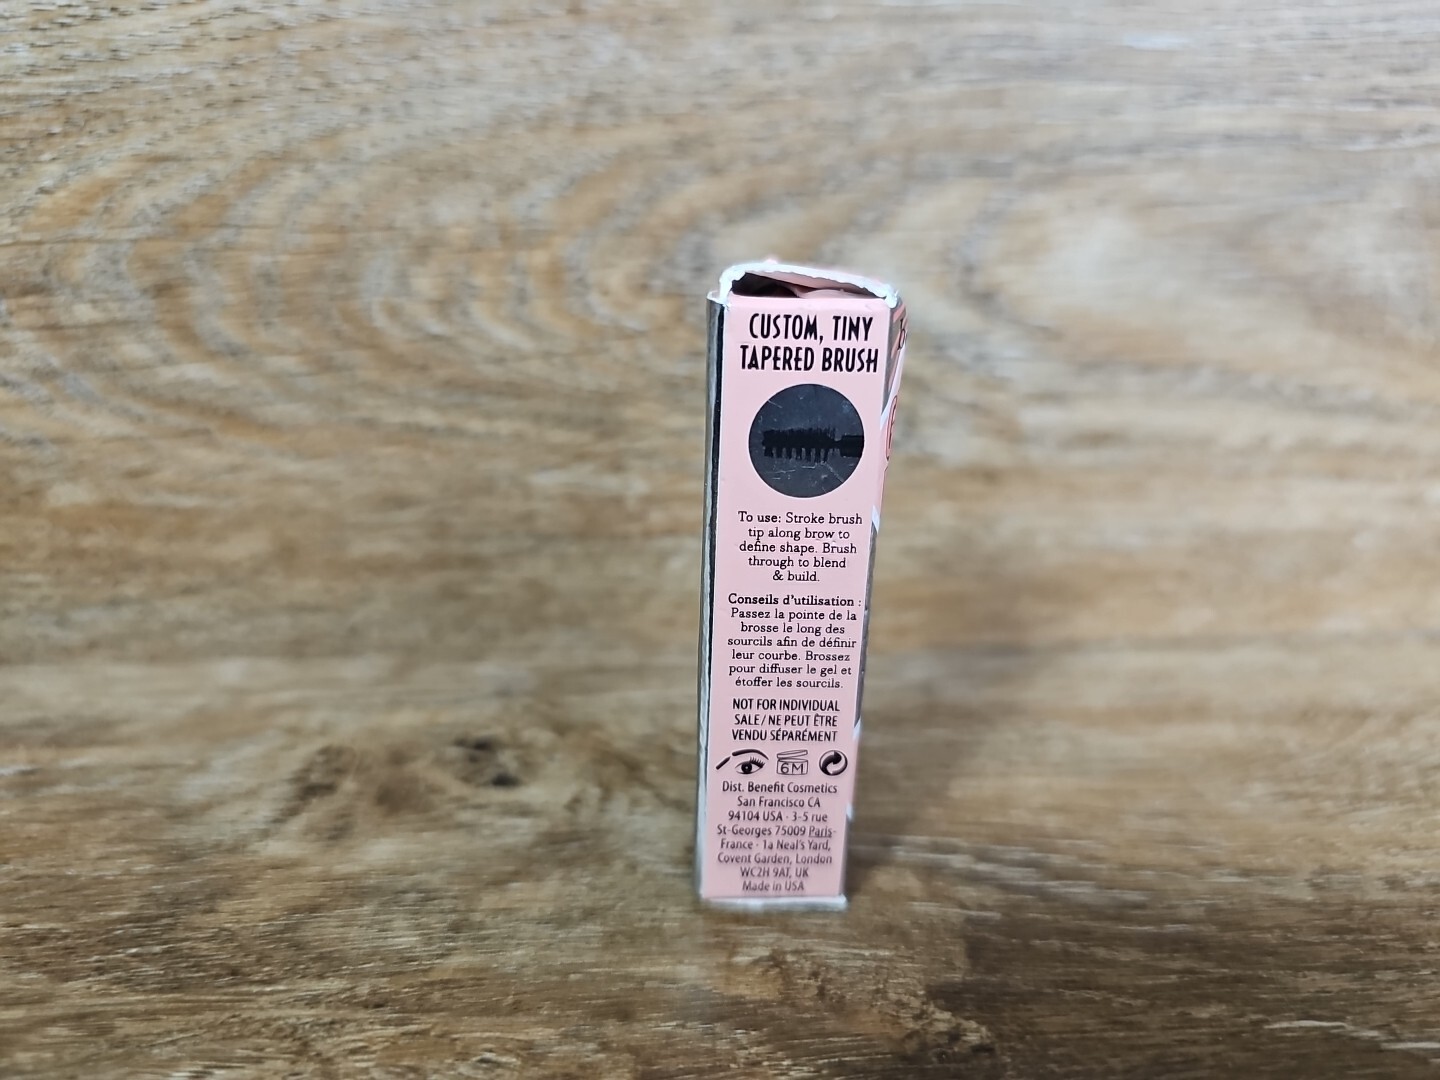 CUSTOM, TINY
TAPERED BRUSH
To use: Stroke brush
tip along brow to
define shape. Brush
through to blend
& build.
Conseils d'utilisation :
Passez la pointe de la
brosse le long des
sourcils afin de définir
leur courbe. Brossez
pour diffuser le gel et
étoffer les sourcils.
NOT FOR INDIVIDUAL
SALE / NE PEUT ÊTRE
VENDU SÉPARÉMENT
6M
Dist. Benefit Cosmetics
San Francisco CA
94104 USA · 3-5 rue
St-Georges 75009 Paris-
France · 1a Neal's Yard,
Covent Garden, London
WC2H 9AT, UK
Made in USA